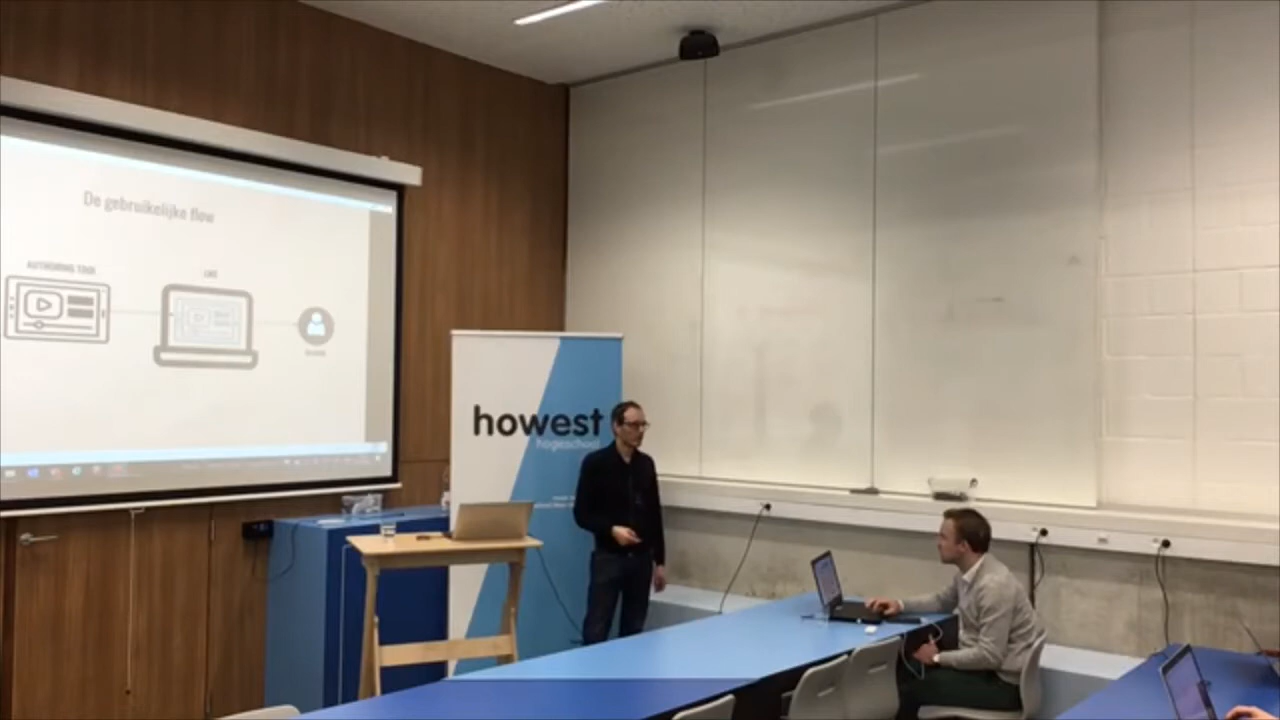 De gebruikelijke flow
AUTHORING TOOL
LMS
howest
hogeschool